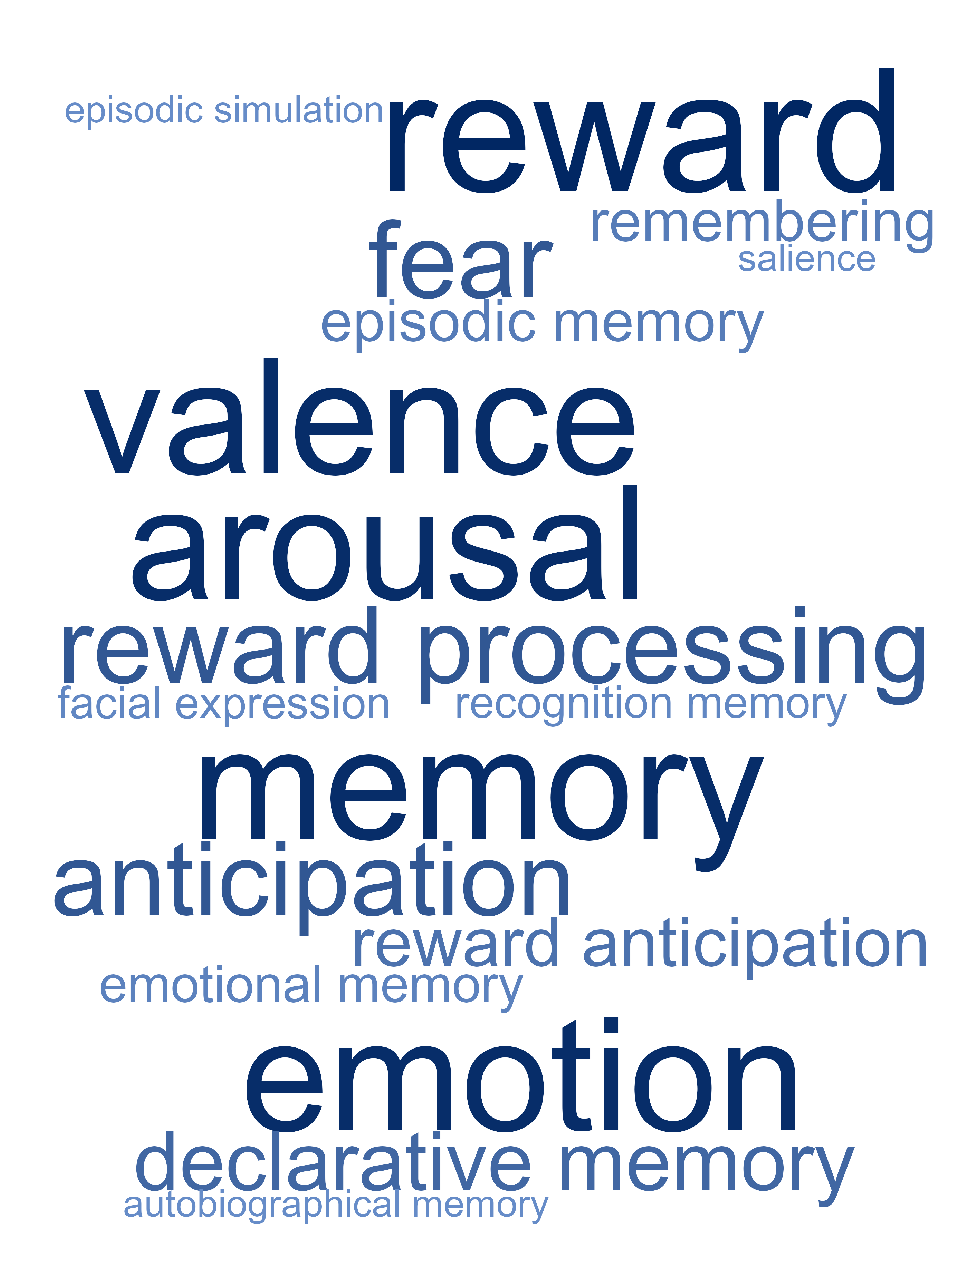 episodic simulation
reward
remembering
fear
salience
episodic memory
valence
arousal
reward processing
facial expression
recognition memory
memory
anticipation
reward anticipation
emotional memory
emotion
declarative memory
autobiographical memory